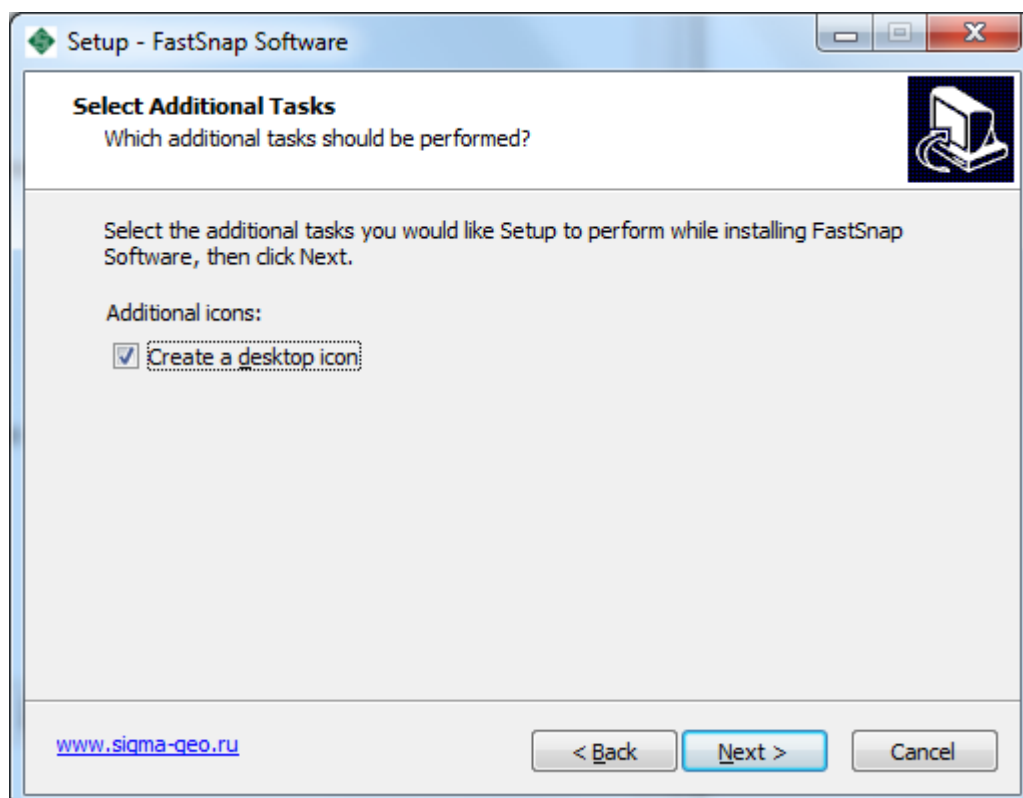 Setup - FastSnap Software
Select Additional Tasks
Which additional tasks should be performed?
Select the additional tasks you would like Setup to perform while installing FastSnap
Software, then click Next.
Additional icons:
Create a desktop icon
www.sigma-geo.ru
< Back
Next >
Cancel